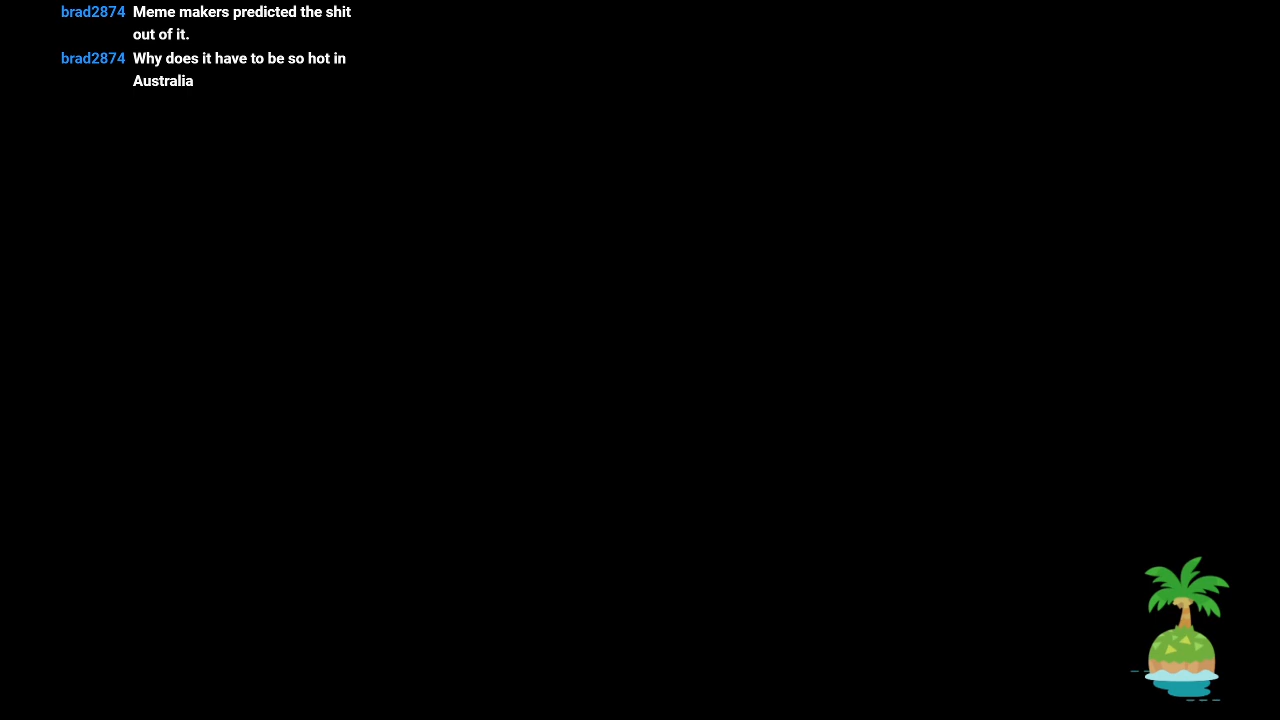 brad2874 Meme makers predicted the shit
out of it.
brad2874 Why does it have to be so hot in
Australia